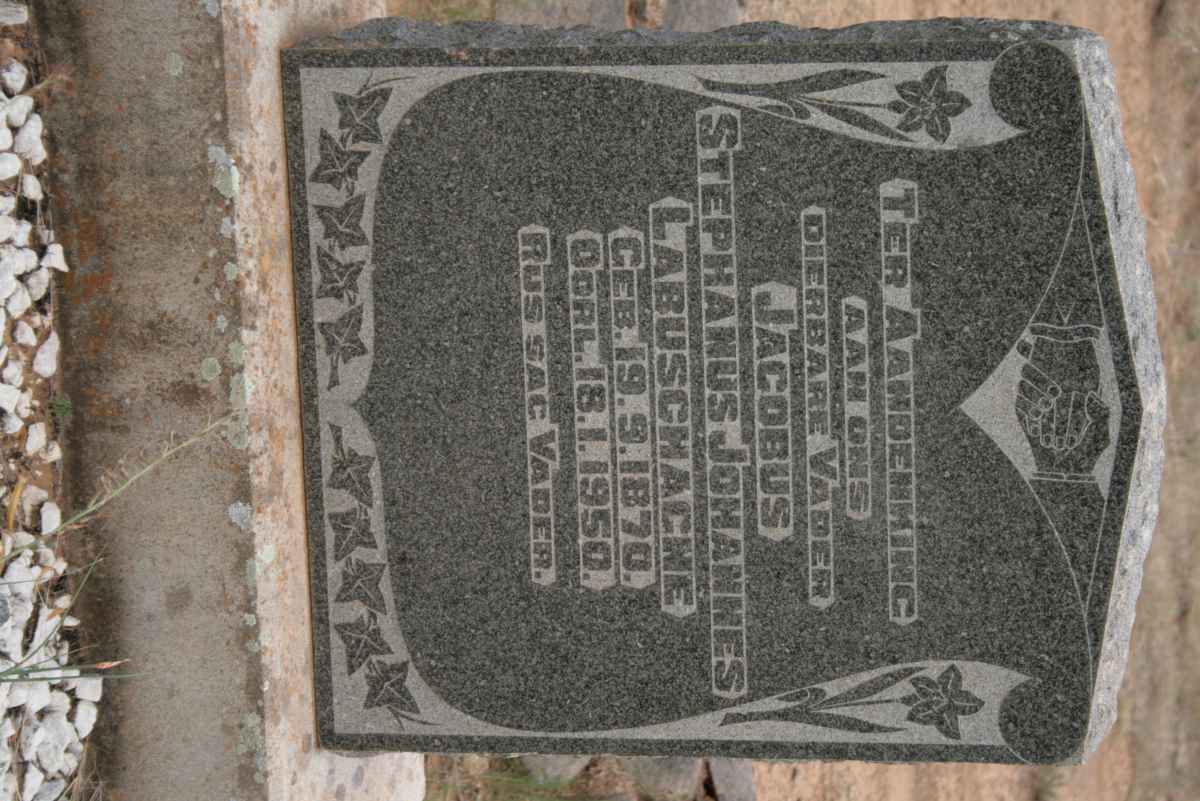 TER AANDENKING
AAN ONS
DIERBARE VADER
JACOBUS
STEPHANUS JOHANNES
LABUSCHAGNE
GEB. 19.9.1870
OORL. 18.1.1950.
RUS SAG VADER.